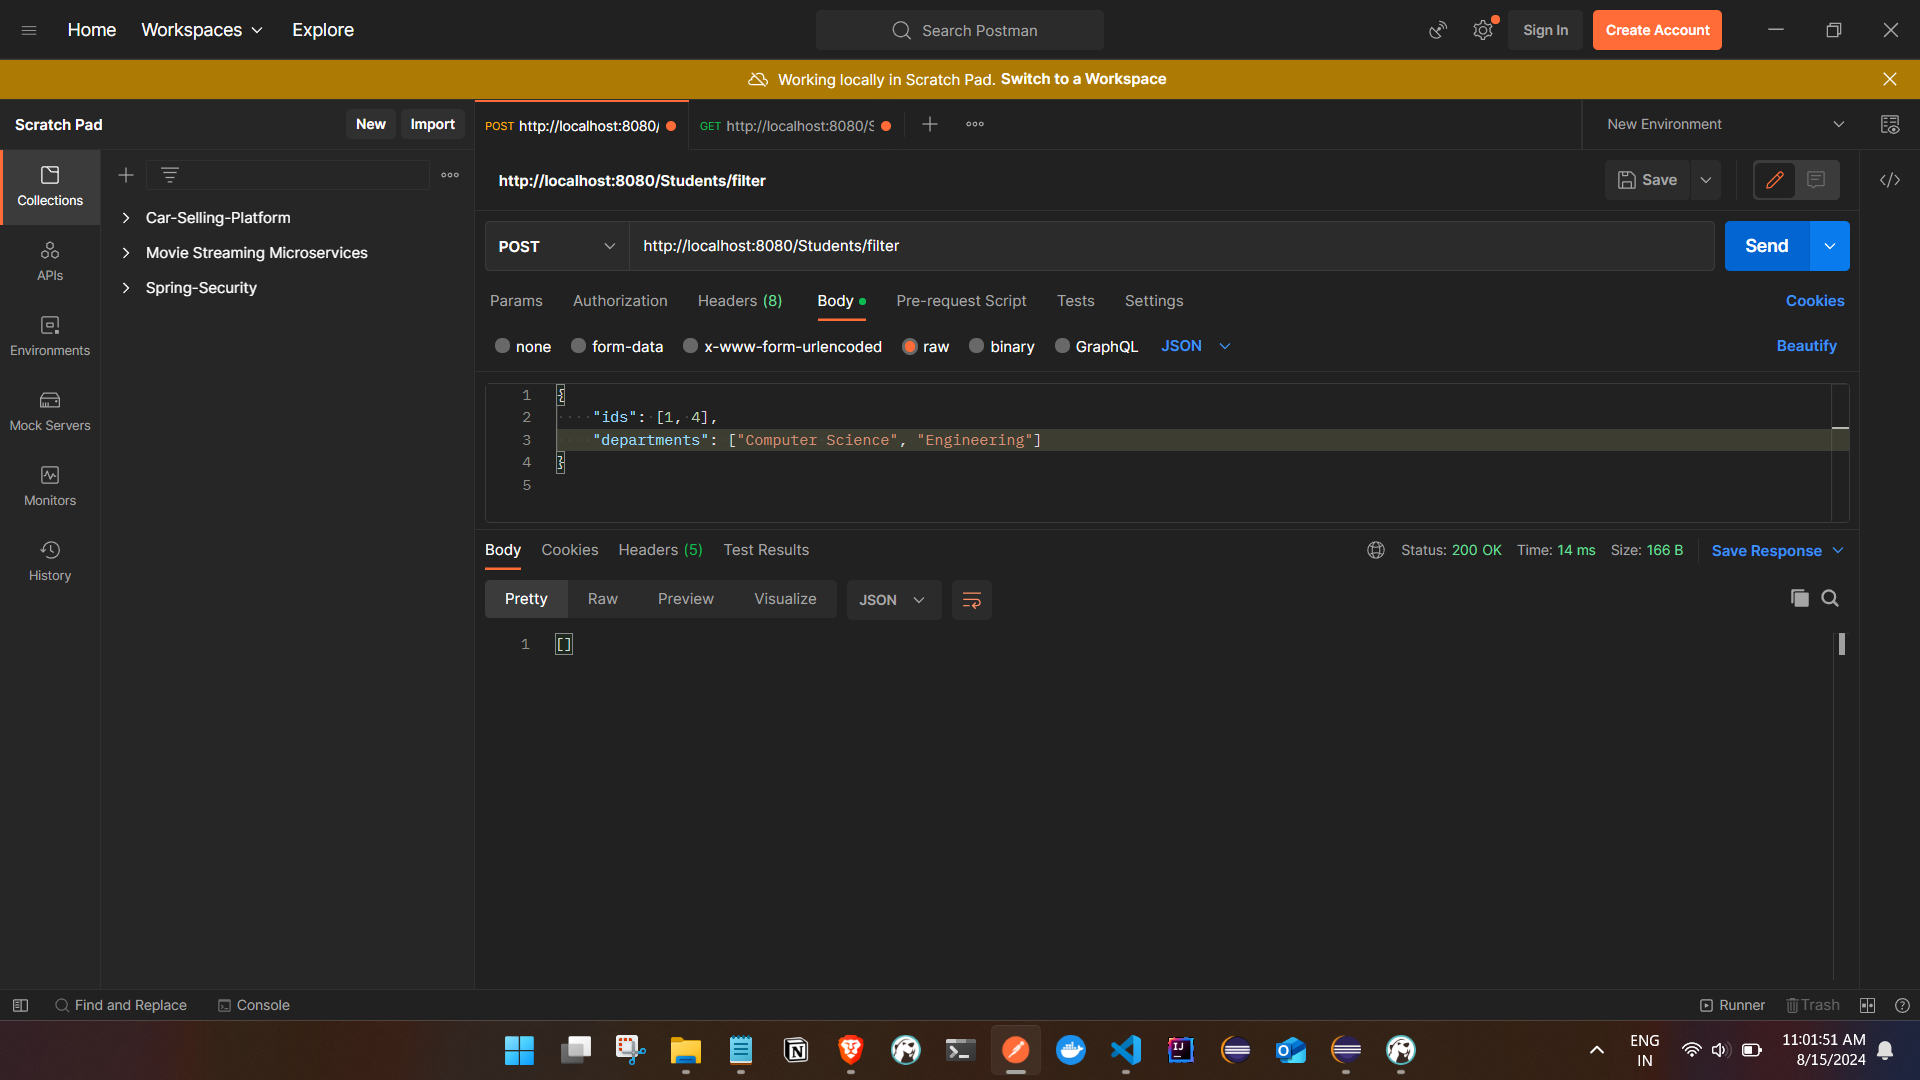 Home
Workspaces
Explore
Search Postman
Sign In
Create Account
Working locally in Scratch Pad. Switch to a Workspace
Scratch Pad
New
Import
POST http://localhost:8080/
GET http://localhost:8080/S
New Environment
Collections
APIs
Environments
Mock Servers
Monitors
History
Car-Selling-Platform
Movie Streaming Microservices
Spring-Security
http://localhost:8080/Students/filter
Save
POST
http://localhost:8080/Students/filter
Send
Params
Authorization
Headers (8)
Body
Pre-request Script
Tests
Settings
Cookies
none
form-data
x-www-form-urlencoded
raw
binary
GraphQL
JSON
Beautify
1 {
2 "ids": [1, 4],
3 "departments": ["Computer Science", "Engineering"]
4 }
5
Body
Cookies
Headers (5)
Test Results
Status: 200 OK
Time: 14 ms
Size: 166 B
Save Response
Pretty
Raw
Preview
Visualize
JSON
1 []
Find and Replace
Console
Runner
Trash
ENG
IN
11:01:51 AM
8/15/2024